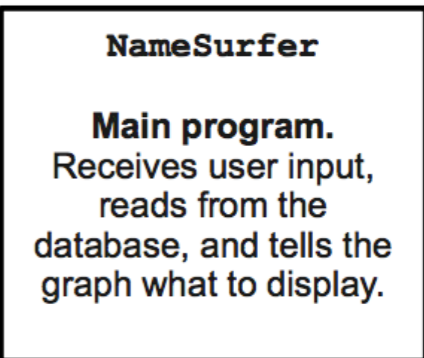 NameSurfer
Main program.
Receives user input,
reads from the
database, and tells the
graph what to display.